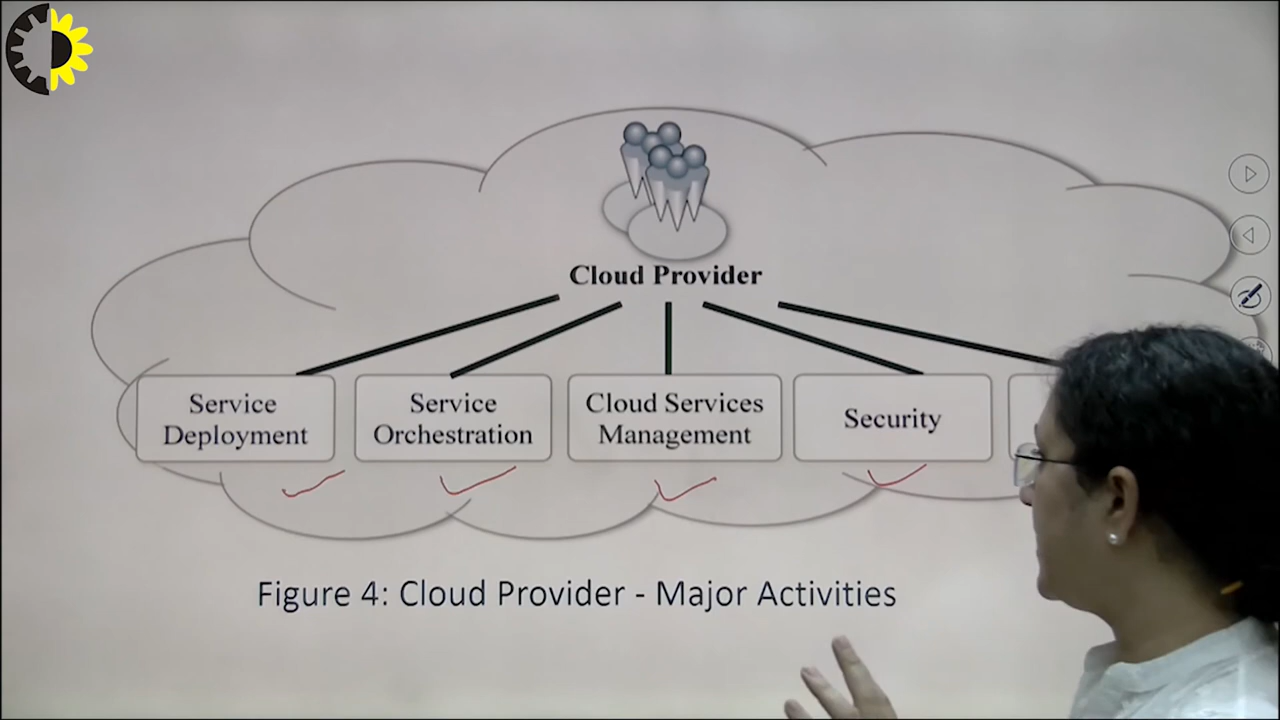 Cloud Provider
Service
Deployment
Service
Orchestration
Cloud Services
Management
Security
Figure 4: Cloud Provider - Major Activities